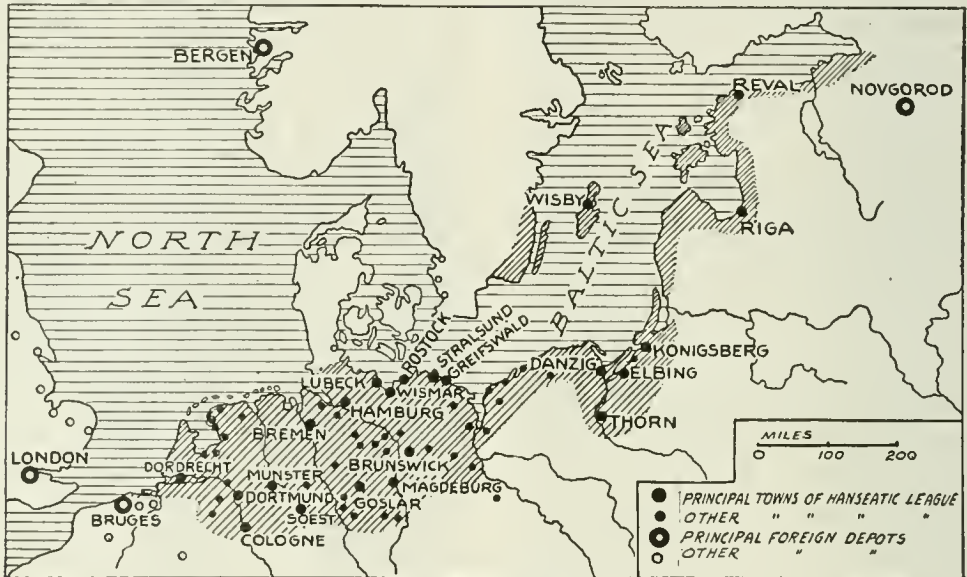 BERGEN
REVAL
NOVGOROD
WISBY
RIGA
NORTH
SEA
BALTIC SEA
ROSTOCK
STRALSUND
GREIFSWALD
KONIGSBERG
DANZIG
ELBING
LUBECK
WISMAR
HAMBURG
THORN
BREMEN
MILES
0 100 200
LONDON
DORDRECHT
MUNSTER
BRUNSWICK
DORTMUND
MAGDEBURG
GOSLAR
BRUGES
SOEST
COLOGNE
PRINCIPAL TOWNS OF HANSEATIC LEAGUE
OTHER " " " "
PRINCIPAL FOREIGN DEPOTS
OTHER " "